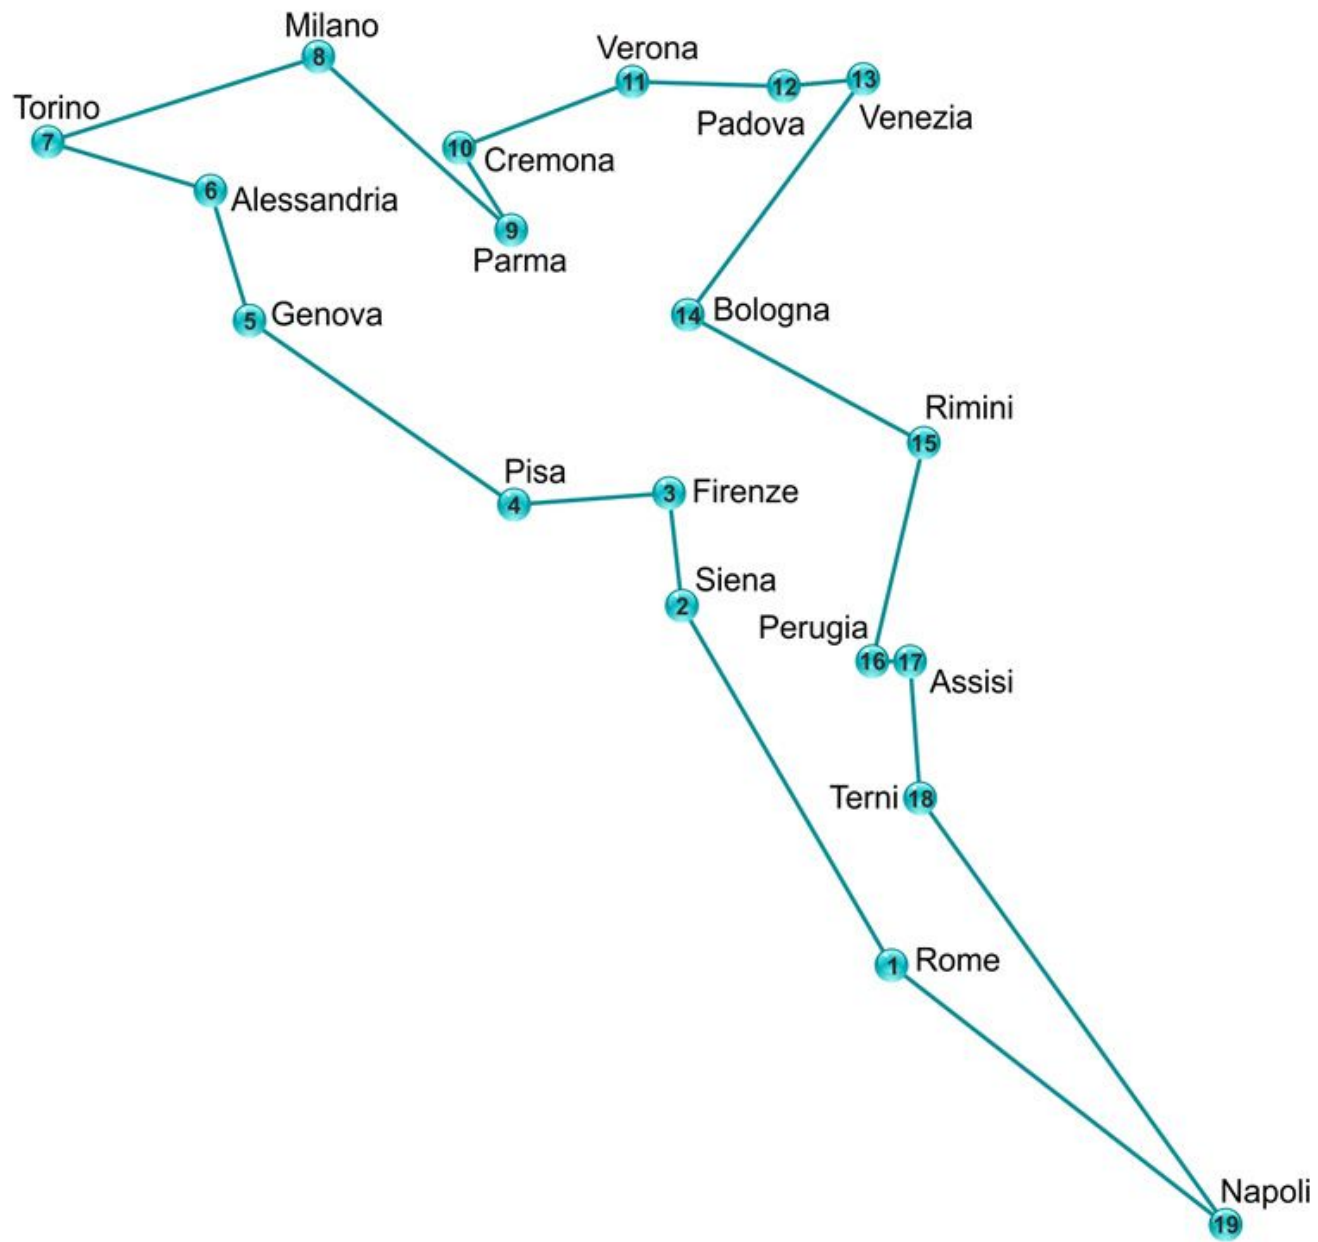 Milano
8
Verona
11
12
13
Torino
7
Padova
Venezia
10
Cremona
6
Alessandria
9
Parma
5
Genova
14
Bologna
Rimini
15
Pisa
4
3
Firenze
Siena
2
Perugia
16
17
Assisi
Terni
18
1
Rome
Napoli
19